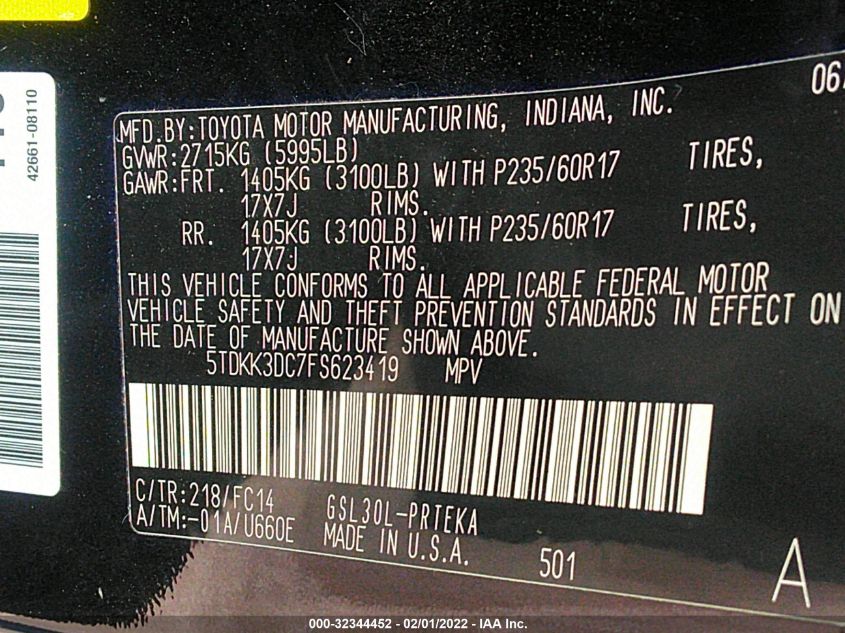 42661-08110
06
MFD.BY:TOYOTA MOTOR MANUFACTURING, INDIANA, INC.
GVWR:2715KG (5995LB)
GAWR:FRT. 1405KG (3100LB) WITH P235/60R17 TIRES,
17X7J RIMS.
RR. 1405KG (3100LB) WITH P235/60R17 TIRES,
17X7J RIMS.
THIS VEHICLE CONFORMS TO ALL APPLICABLE FEDERAL MOTOR
VEHICLE SAFETY AND THEFT PREVENTION STANDARDS IN EFFECT ON
THE DATE OF MANUFACTURE SHOWN ABOVE.
5TDKK3DC7FS623419 MPV
C/TR:218/FC14 GSL30L-PRTEKA
A/TM:-01A/U660E MADE IN U.S.A. 501
A
000-32344452 - 02/01/2022 - IAA Inc.